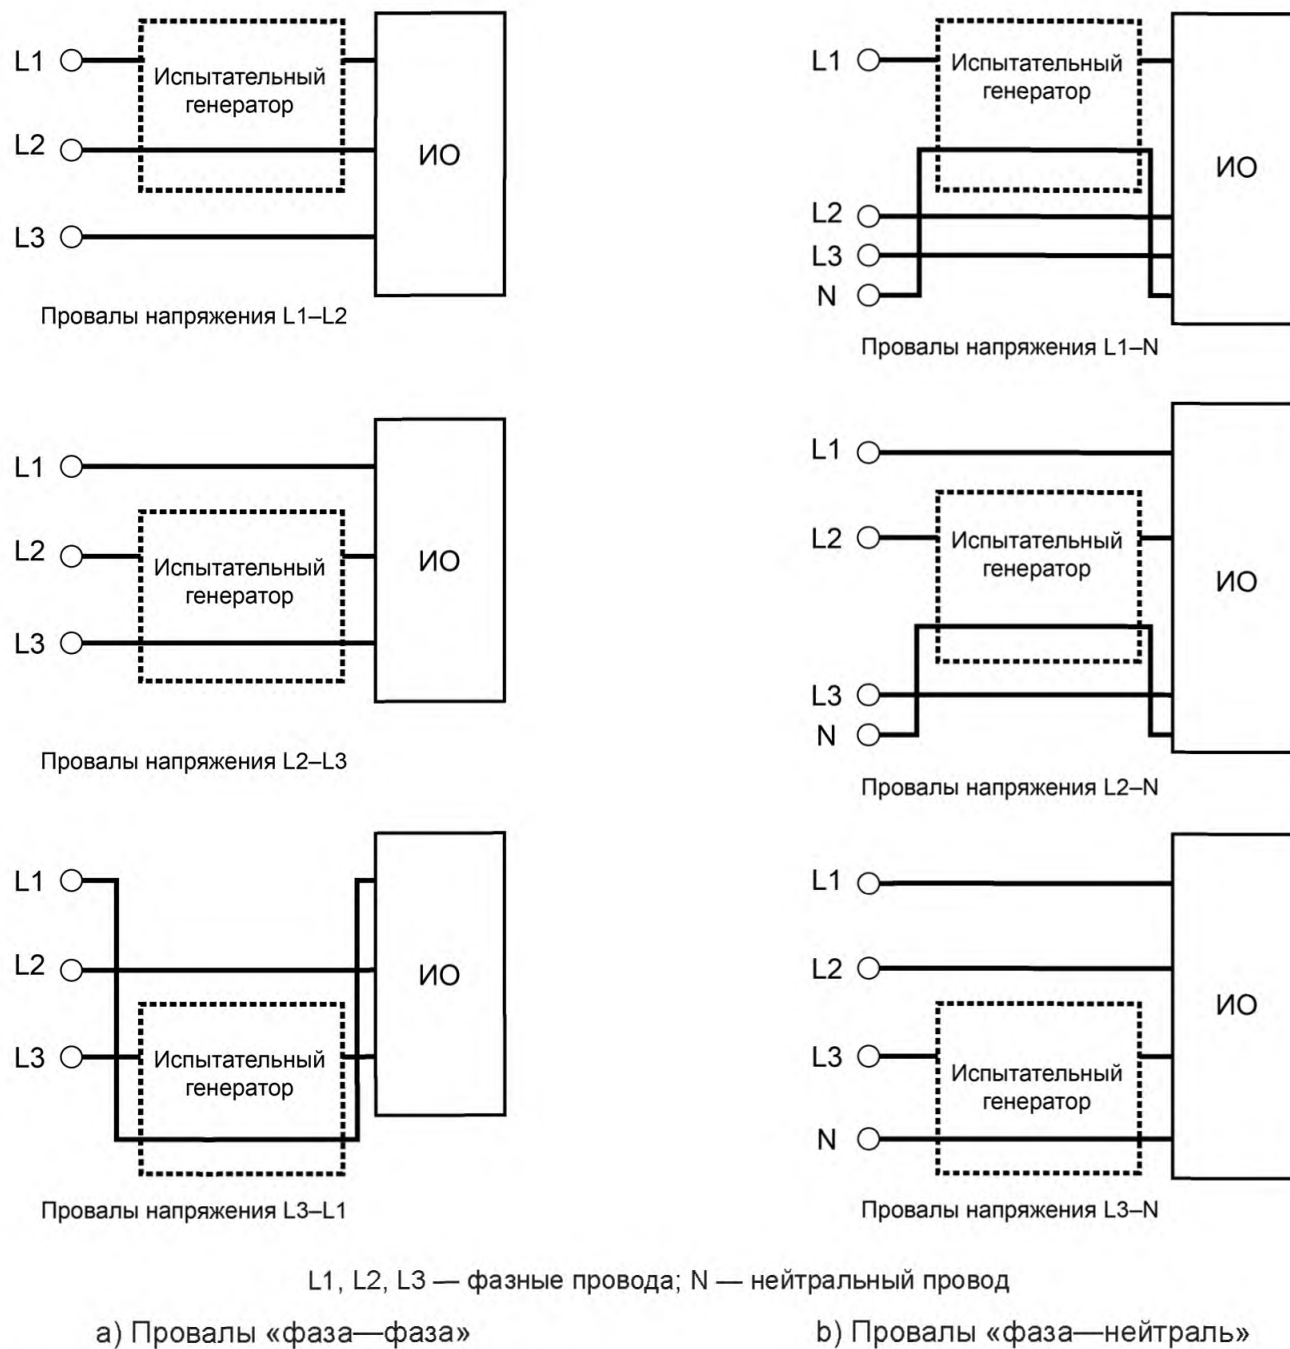 L1
Испытательный
генератор
L2
ИО
L3
Провалы напряжения L1–L2
L1
Испытательный
генератор
ИО
L2
L3
N
Провалы напряжения L1–N
L1
L2
Испытательный
генератор
ИО
L3
Провалы напряжения L2–L3
L1
L2
Испытательный
генератор
ИО
L3
N
Провалы напряжения L2–N
L1
L2
ИО
L3
Испытательный
генератор
Провалы напряжения L3–L1
L1
L2
ИО
L3
Испытательный
генератор
N
Провалы напряжения L3–N
L1, L2, L3 — фазные провода; N — нейтральный провод
a) Провалы «фаза—фаза»
b) Провалы «фаза—нейтраль»